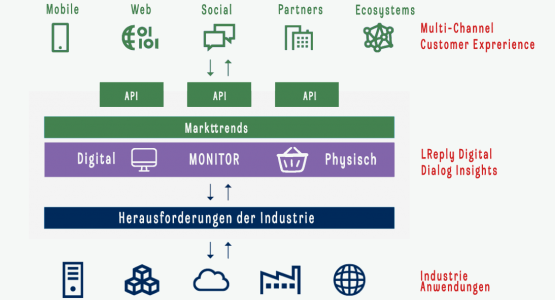 Mobile Web Social Partners Ecosystems
Multi-Channel
Customer Exprerience
API API API
Markttrends
Digital MONITOR Physisch
LReply Digital
Dialog Insights
Herausforderungen der Industrie
Industrie
Anwendungen